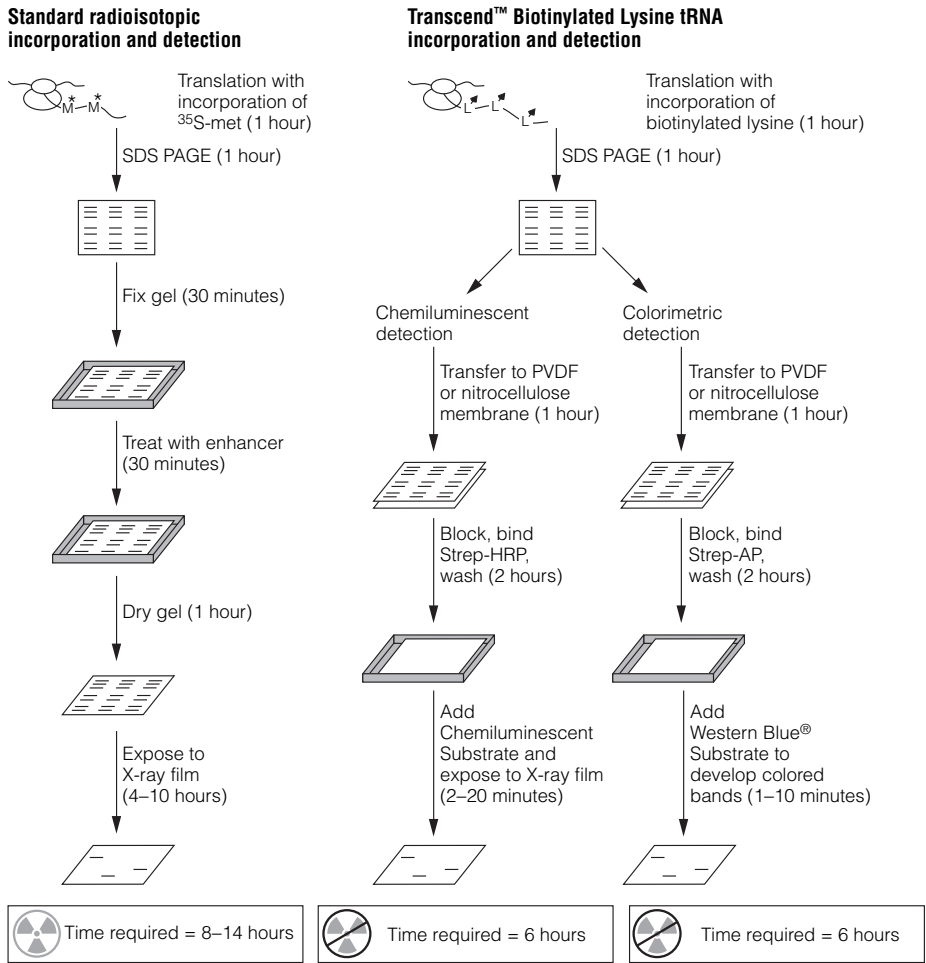 Standard radioisotopic
incorporation and detection
Translation with
incorporation of
35S-met (1 hour)
M
*
M
*
SDS PAGE (1 hour)
Fix gel (30 minutes)
Treat with enhancer
(30 minutes)
Dry gel (1 hour)
Expose to
X-ray film
(4–10 hours)
Time required = 8–14 hours
Transcend™ Biotinylated Lysine tRNA
incorporation and detection
L
L
L
Translation with
incorporation of
biotinylated lysine (1 hour)
SDS PAGE (1 hour)
Chemiluminescent
detection
Transfer to PVDF
or nitrocellulose
membrane (1 hour)
Block, bind
Strep-HRP,
wash (2 hours)
Add
Chemiluminescent
Substrate and
expose to X-ray film
(2–20 minutes)
Time required = 6 hours
Colorimetric
detection
Transfer to PVDF
or nitrocellulose
membrane (1 hour)
Block, bind
Strep-AP,
wash (2 hours)
Add
Western Blue®
Substrate to
develop colored
bands (1–10 minutes)
Time required = 6 hours